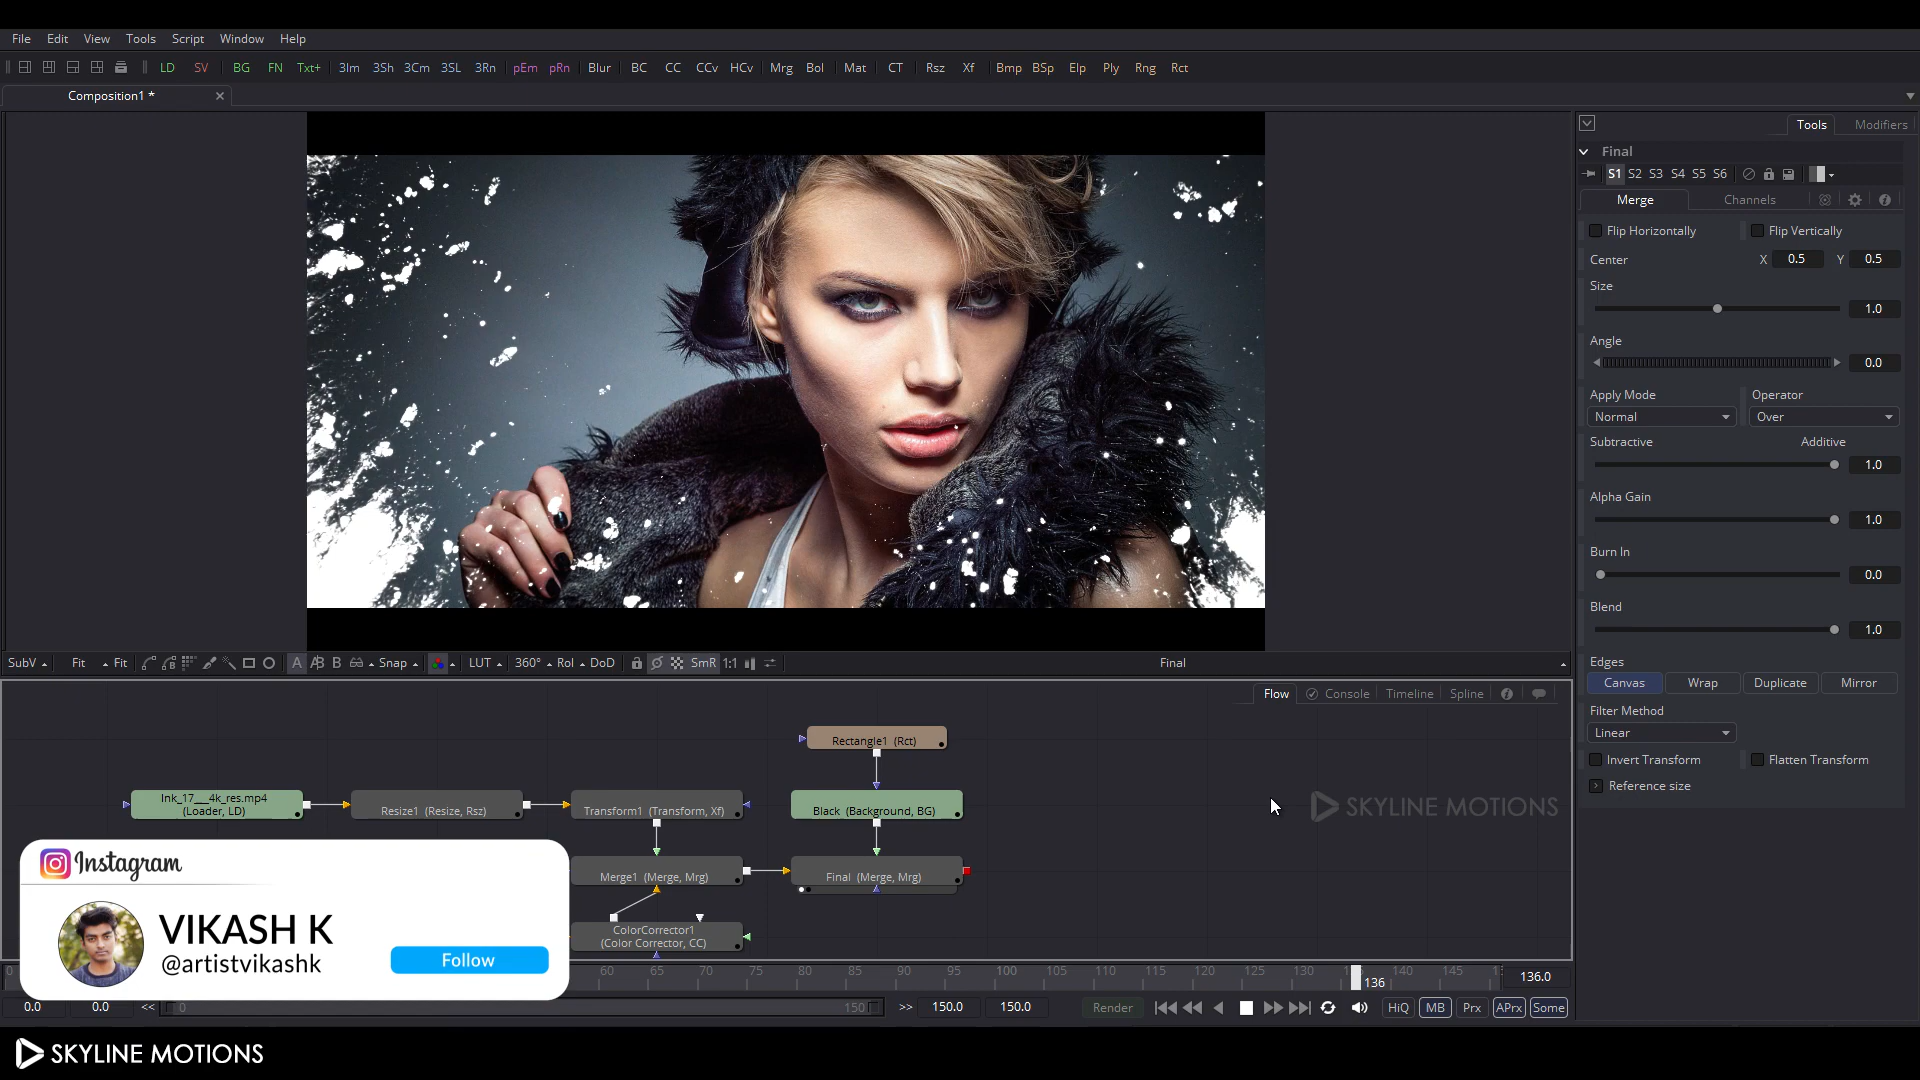 File Edit View Tools Script Window Help
LD SV BG FN Txt+ 3Im 3Sh 3Cm 3SL 3Rn pEm pRn Blur BC CC CCv HCv Mrg Bol Mat CT Rsz Xf Bmp BSp Elp Ply Rng Rct
Composition1 *
Tools Modifiers
Final
S1 S2 S3 S4 S5 S6
Merge Channels
Flip Horizontally Flip Vertically
Center X 0.5 Y 0.5
Size
1.0
Angle
0.0
Apply Mode Operator
Normal Over
Subtractive Additive
1.0
Alpha Gain
1.0
Burn In
0.0
Blend
1.0
Edges
Canvas Wrap Duplicate Mirror
Filter Method
Linear
Invert Transform Flatten Transform
Reference size
SubV Fit Fit A B Snap LUT 360° RoI DoD SmR 1:1 Final
Flow Console Timeline Spline
Rectangle1 (Rct)
Ink_17__4k_res.mp4
(Loader, LD)
Resize1 (Resize, Rsz)
Transform1 (Transform, Xf)
Black (Background, BG)
SKYLINE MOTIONS
Merge1 (Merge, Mrg)
Final (Merge, Mrg)
ColorCorrector1
(Color Corrector, CC)
Instagram
VIKASH K
@artistvikashk
Follow
0 60 65 70 75 80 85 90 95 100 105 110 115 120 125 130 136 140 145 136.0
0.0 0.0 << 0 150 >> 150.0 150.0 Render HiQ MB Prx APrx Some
SKYLINE MOTIONS